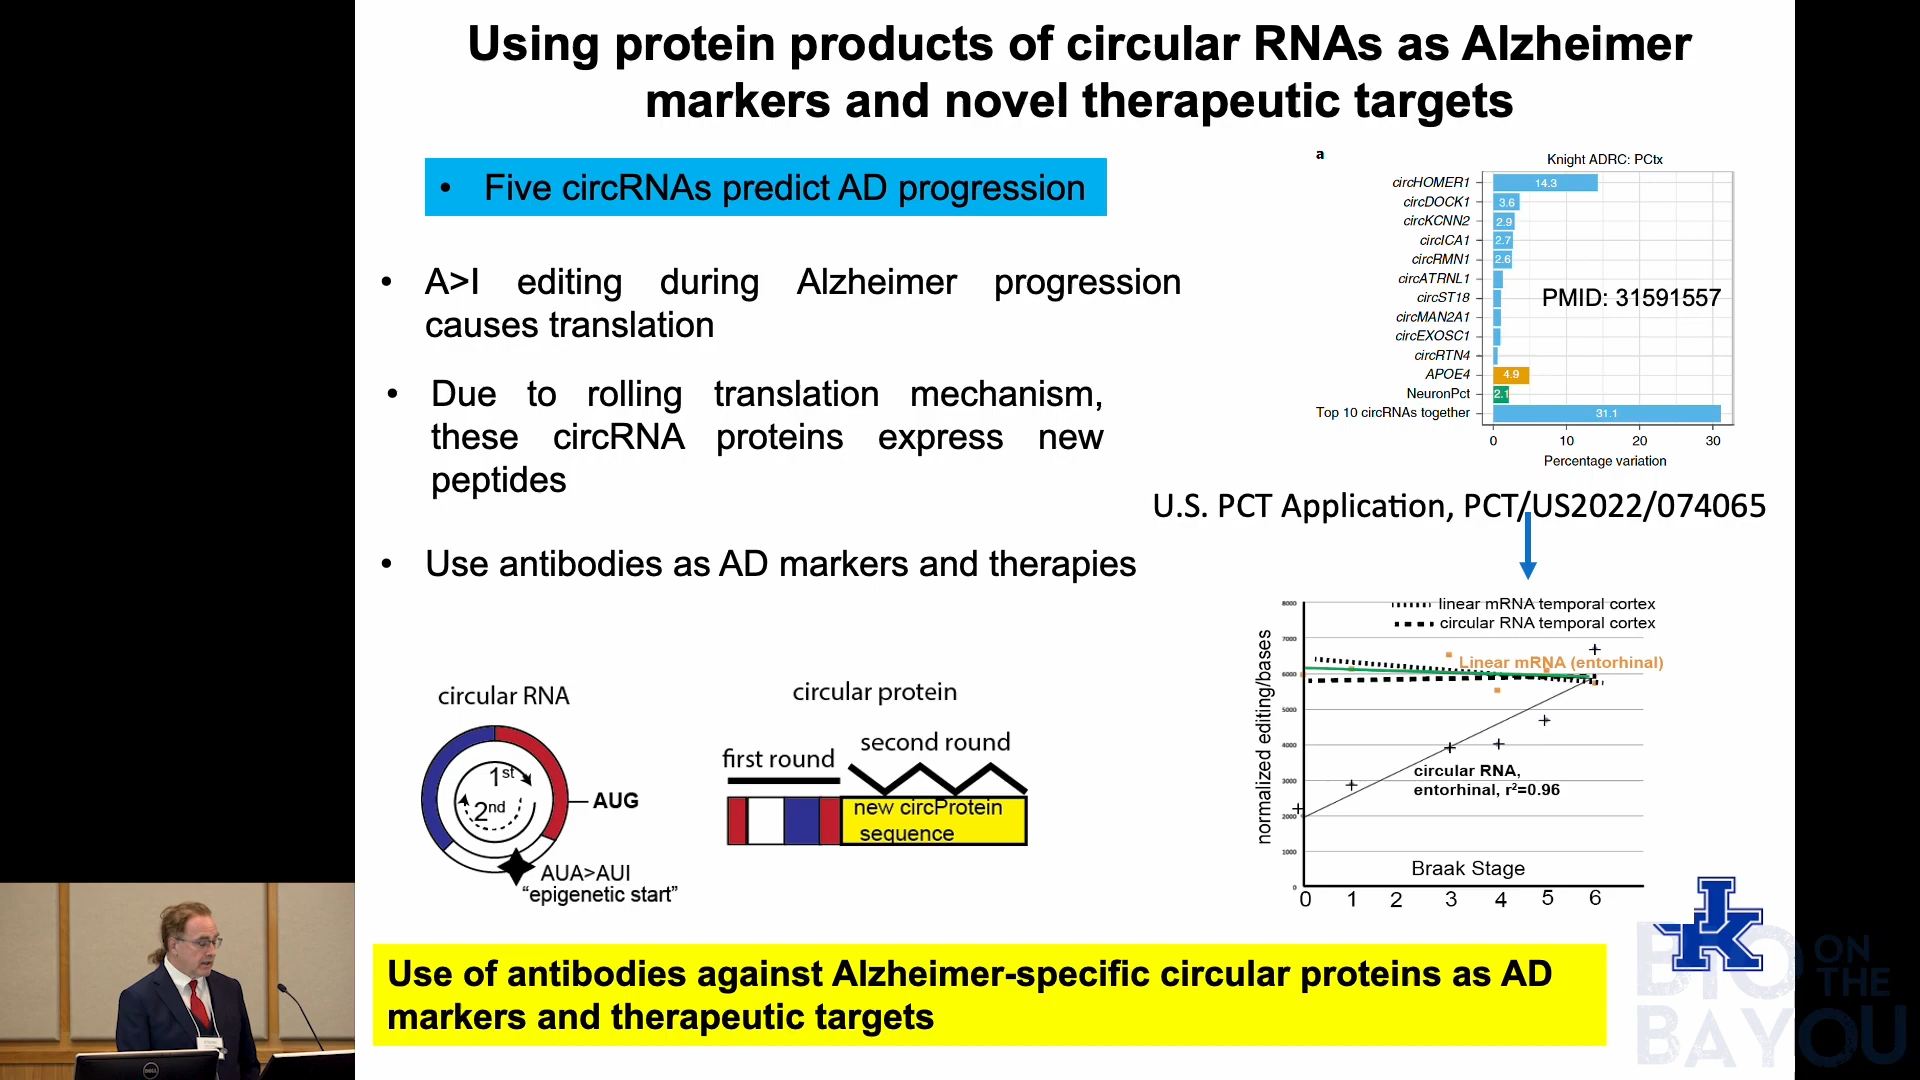 Using protein products of circular RNAs as Alzheimer
markers and novel therapeutic targets
• Five circRNAs predict AD progression
• A>I editing during Alzheimer progression
causes translation
• Due to rolling translation mechanism,
these circRNA proteins express new
peptides
• Use antibodies as AD markers and therapies
a
Knight ADRC: PCtx
circHOMER1 14.3
circDOCK1 3.6
circKCNN2 2.9
circICA1 2.7
circRMN1 2.6
circATRNL1
circST18
circMAN2A1
circEXOSC1
circRTN4
APOE4 4.9
NeuronPct 2.1
Top 10 circRNAs together 31.1
PMID: 31591557
0 10 20 30
Percentage variation
U.S. PCT Application, PCT/US2022/074065
circular RNA
1st
2nd
AUG
AUA>AUI
“epigenetic start”
circular protein
first round
second round
new circProtein
sequence
linear mRNA temporal cortex
circular RNA temporal cortex
Linear mRNA (entorhinal)
circular RNA,
entorhinal, r²=0.96
normalized editing/bases
8000
7000
6000
5000
4000
3000
2000
1000
0
Braak Stage
0 1 2 3 4 5 6
Use of antibodies against Alzheimer-specific circular proteins as AD
markers and therapeutic targets
UK
BIO ON THE BAYOU
DELL